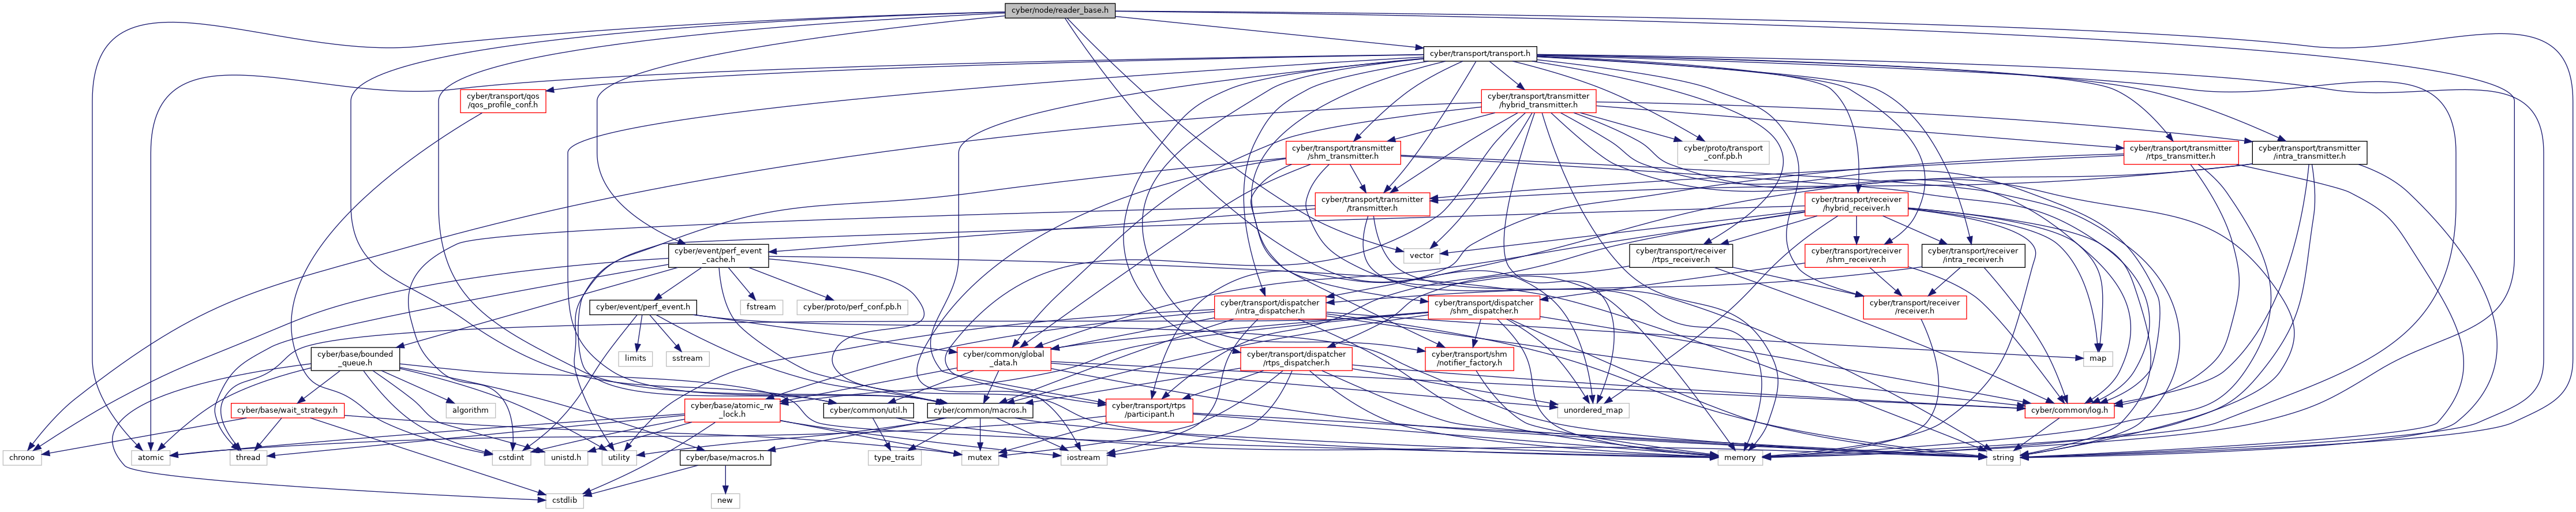 cyber/node/reader_base.h
cyber/transport/transport.h
cyber/transport/qos
/qos_profile_conf.h
cyber/transport/transmitter
/hybrid_transmitter.h
cyber/transport/transmitter
/shm_transmitter.h
cyber/proto/transport
_conf.pb.h
cyber/transport/transmitter
/rtps_transmitter.h
cyber/transport/transmitter
/intra_transmitter.h
cyber/transport/transmitter
/transmitter.h
cyber/transport/receiver
/hybrid_receiver.h
cyber/event/perf_event
_cache.h
vector
cyber/transport/receiver
/rtps_receiver.h
cyber/transport/receiver
/shm_receiver.h
cyber/transport/receiver
/intra_receiver.h
cyber/event/perf_event.h
fstream
cyber/proto/perf_conf.pb.h
cyber/transport/dispatcher
/intra_dispatcher.h
cyber/transport/dispatcher
/shm_dispatcher.h
cyber/transport/receiver
/receiver.h
cyber/base/bounded
_queue.h
limits
sstream
cyber/common/global
_data.h
cyber/transport/dispatcher
/rtps_dispatcher.h
cyber/transport/shm
/notifier_factory.h
map
cyber/base/wait_strategy.h
algorithm
cyber/base/atomic_rw
_lock.h
cyber/common/util.h
cyber/common/macros.h
cyber/transport/rtps
/participant.h
unordered_map
cyber/common/log.h
chrono
atomic
thread
cstdint
unistd.h
utility
cyber/base/macros.h
type_traits
mutex
iostream
memory
string
cstdlib
new